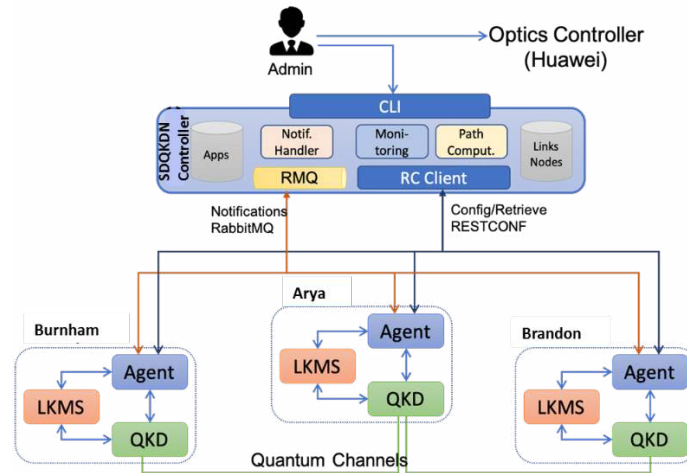 Admin
Optics Controller
(Huawei)
SDQKDN
Controller
CLI
Apps
Notif.
Handler
Moni-
toring
Path
Comput.
Links
Nodes
RMQ
RC Client
Notifications
RabbitMQ
Config/Retrieve
RESTCONF
Burnham
Arya
Brandon
Agent
LKMS
QKD
Agent
LKMS
QKD
Agent
LKMS
QKD
Quantum Channels